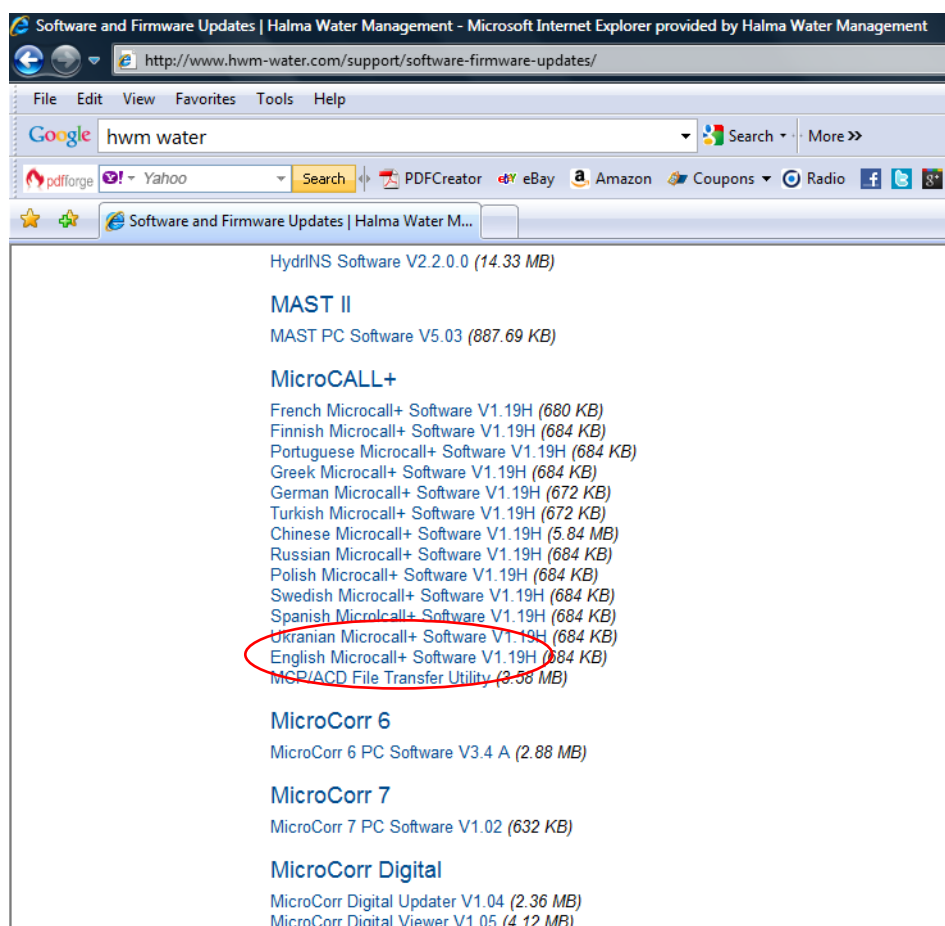 Software and Firmware Updates | Halma Water Management - Microsoft Internet Explorer provided by Halma Water Management
http://www.hwm-water.com/support/software-firmware-updates/
File Edit View Favorites Tools Help
Google hwm water Search More >>
pdfforge Y! Yahoo Search PDFCreator ebY eBay a Amazon Coupons Radio f g+
Software and Firmware Updates | Halma Water M...
HydrINS Software V2.2.0.0 (14.33 MB)
MAST II
MAST PC Software V5.03 (887.69 KB)
MicroCALL+
French Microcall+ Software V1.19H (680 KB)
Finnish Microcall+ Software V1.19H (684 KB)
Portuguese Microcall+ Software V1.19H (684 KB)
Greek Microcall+ Software V1.19H (684 KB)
German Microcall+ Software V1.19H (672 KB)
Turkish Microcall+ Software V1.19H (672 KB)
Chinese Microcall+ Software V1.19H (5.84 MB)
Russian Microcall+ Software V1.19H (684 KB)
Polish Microcall+ Software V1.19H (684 KB)
Swedish Microcall+ Software V1.19H (684 KB)
Spanish Microlcall+ Software V1.19H (684 KB)
Ukranian Microcall+ Software V1.19H (684 KB)
English Microcall+ Software V1.19H (684 KB)
MCP/ACD File Transfer Utility (3.58 MB)
MicroCorr 6
MicroCorr 6 PC Software V3.4 A (2.88 MB)
MicroCorr 7
MicroCorr 7 PC Software V1.02 (632 KB)
MicroCorr Digital
MicroCorr Digital Updater V1.04 (2.36 MB)
MicroCorr Digital Viewer V1.05 (4.12 MB)